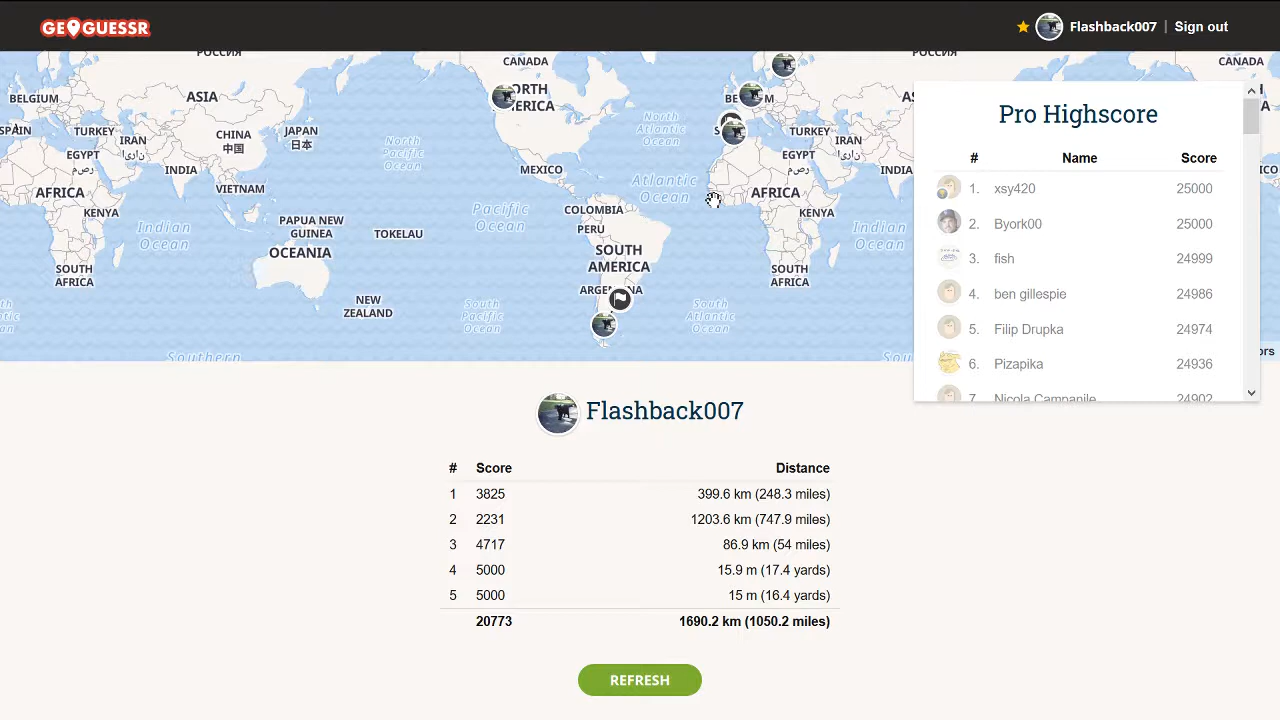 GEOGUESSR
Flashback007 | Sign out
РОССИЯ
CANADA
РОССИЯ
CANADA
BELGIUM
ASIA
NORTH AMERICA
SPAIN
TURKEY
IRAN
ایران
CHINA
中国
JAPAN
日本
North Pacific Ocean
North Atlantic Ocean
TURKEY
IRAN
ایران
EGYPT
مصر
INDIA
MEXICO
EGYPT
مصر
INDIA
AFRICA
VIETNAM
Atlantic Ocean
AFRICA
KENYA
PAPUA NEW GUINEA
TOKELAU
Pacific Ocean
COLOMBIA
PERÚ
KENYA
Indian Ocean
OCEANIA
SOUTH AMERICA
Indian Ocean
SOUTH AFRICA
NEW ZEALAND
South Pacific Ocean
ARGENTINA
South Atlantic Ocean
SOUTH AFRICA
Southern
Pro Highscore
# Name Score
1. xsy420 25000
2. Byork00 25000
3. fish 24999
4. ben gillespie 24986
5. Filip Drupka 24974
6. Pizapika 24936
7. Nicola Campanile 24902
Flashback007
# Score Distance
1 3825 399.6 km (248.3 miles)
2 2231 1203.6 km (747.9 miles)
3 4717 86.9 km (54 miles)
4 5000 15.9 m (17.4 yards)
5 5000 15 m (16.4 yards)
20773 1690.2 km (1050.2 miles)
REFRESH